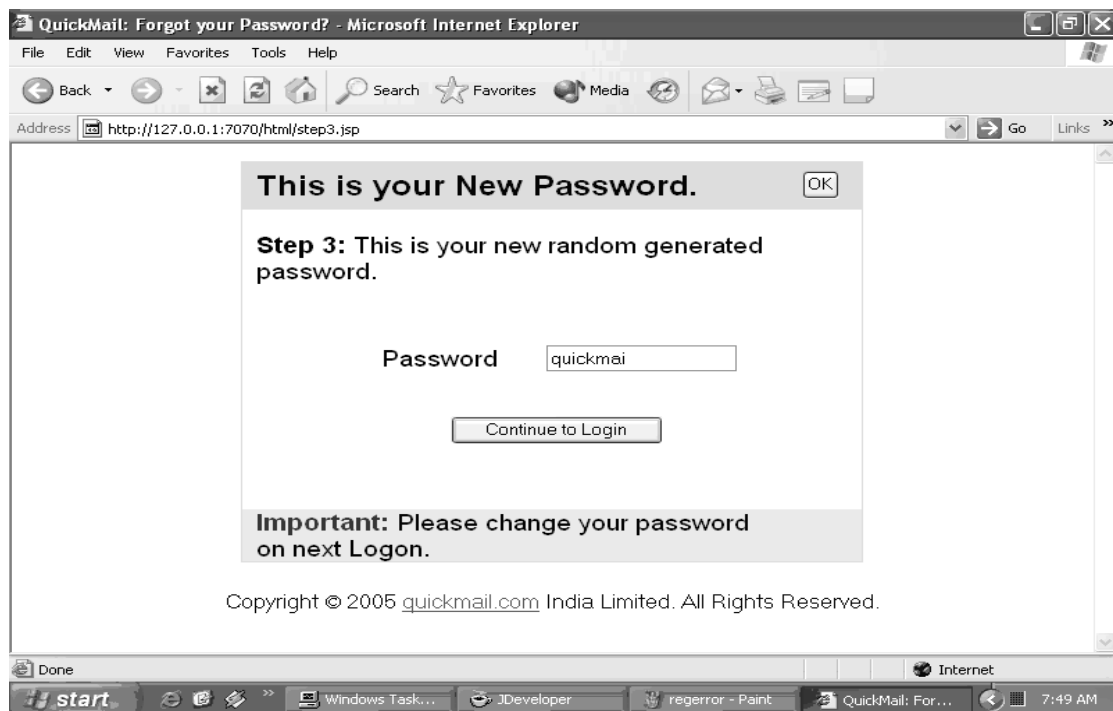 QuickMail: Forgot your Password? - Microsoft Internet Explorer
File Edit View Favorites Tools Help
Back Search Favorites Media
Address http://127.0.0.1:7070/html/step3.jsp Go Links »
This is your New Password. OK
Step 3: This is your new random generated
password.
Password quickmai
Continue to Login
Important: Please change your password
on next Logon.
Copyright © 2005 quickmail.com India Limited. All Rights Reserved.
Done Internet
start » Windows Task... JDeveloper regerror - Paint QuickMail: For... 7:49 AM